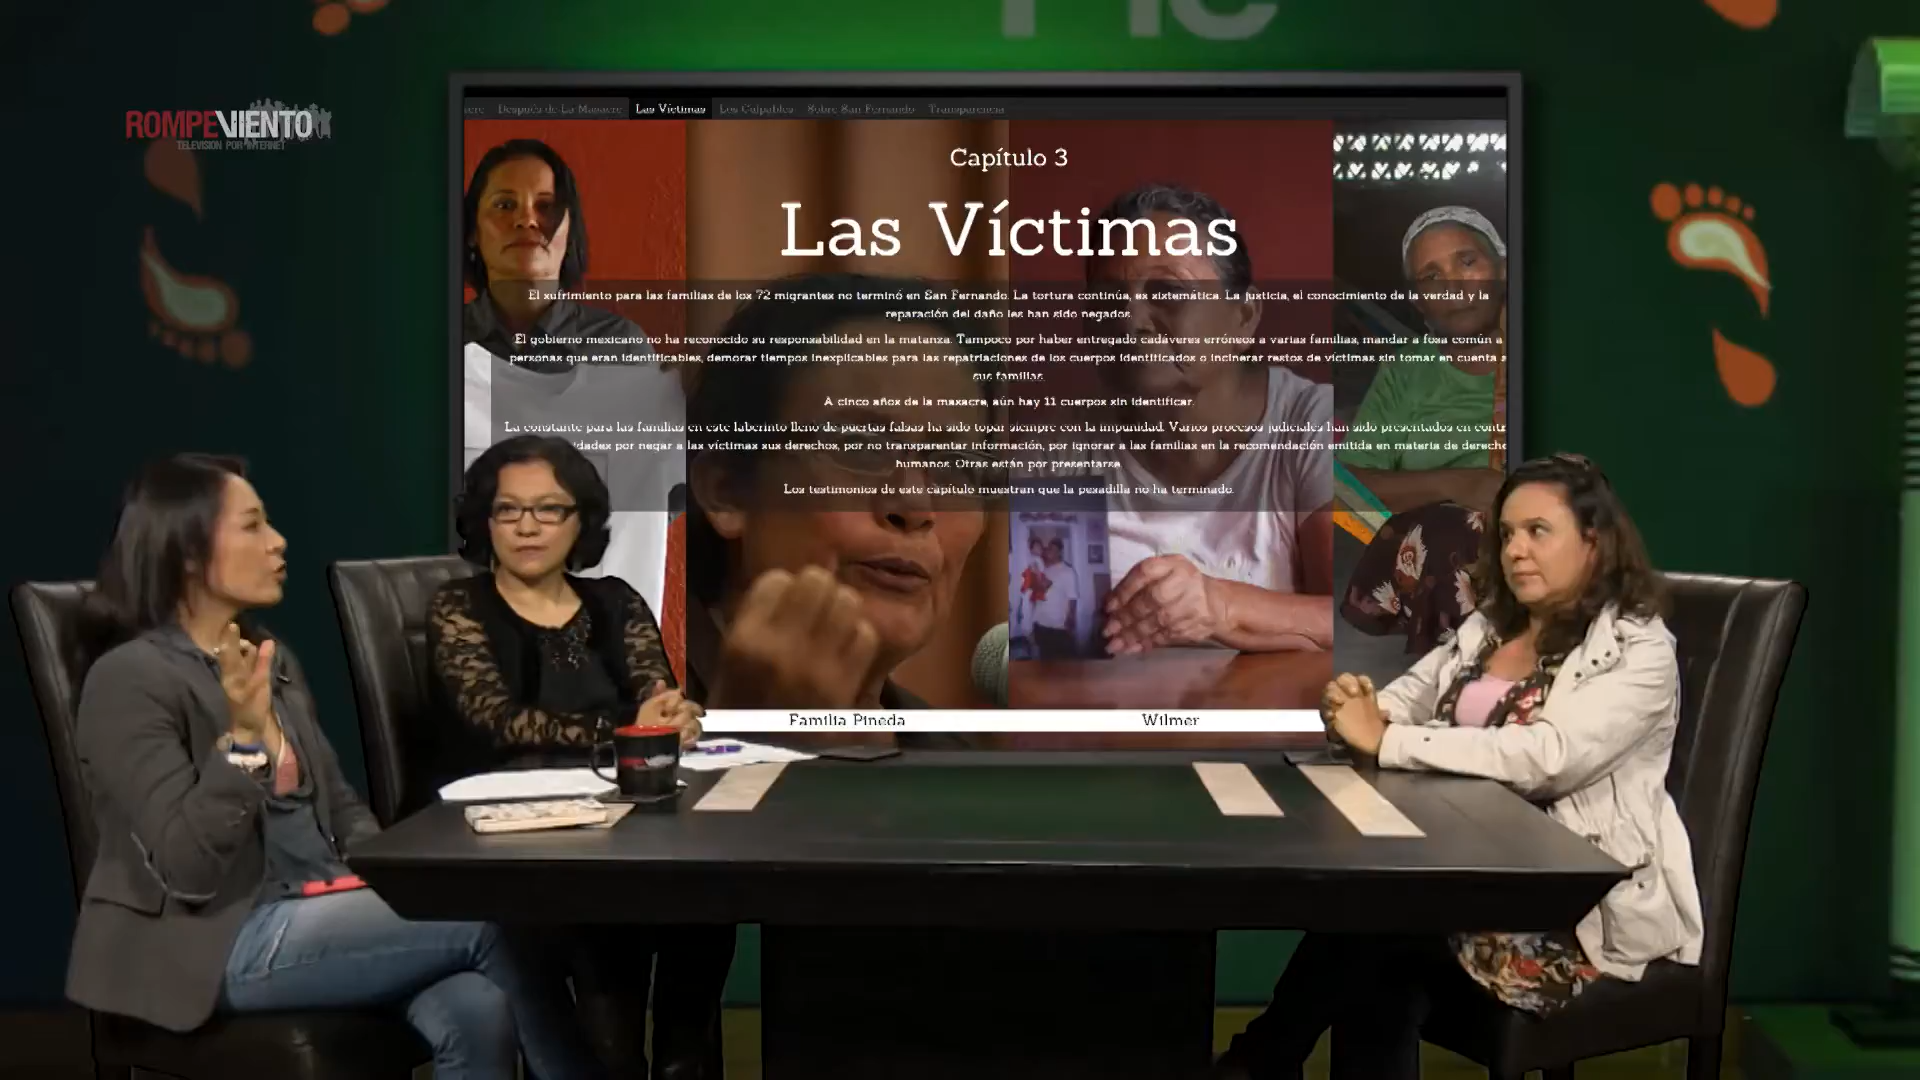 ROMPEVIENTO
TELEVISION POR INTERNET
Después de La Masacre Las Víctimas Los Culpables Sobre San Fernando Transparencia
Capítulo 3
Las Víctimas
El sufrimiento para las familias de los 72 migrantes no terminó en San Fernando. La tortura continúa, es sistemática. La justicia, el conocimiento de la verdad y la
reparación del daño les han sido negados.
El gobierno mexicano no ha reconocido su responsabilidad en la matanza. Tampoco por haber entregado cadáveres erróneos a varias familias, mandar a fosa común a
personas que eran identificables, demorar tiempos inexplicables para las repatriaciones de los cuerpos identificados o incinerar restos de víctimas sin tomar en cuenta a
sus familias.
A cinco años de la masacre, aún hay 11 cuerpos sin identificar.
La constante para las familias en este laberinto lleno de puertas falsas ha sido topar siempre con la impunidad. Varios procesos judiciales han sido presentados en contr
idades por negar a las víctimas sus derechos, por no transparentar información, por ignorar a las familias en la recomendación emitida en materia de derecho
humanos. Otras están por presentarse.
Los testimonios de este capítulo muestran que la pesadilla no ha terminado.
Familia Pineda Wilmer